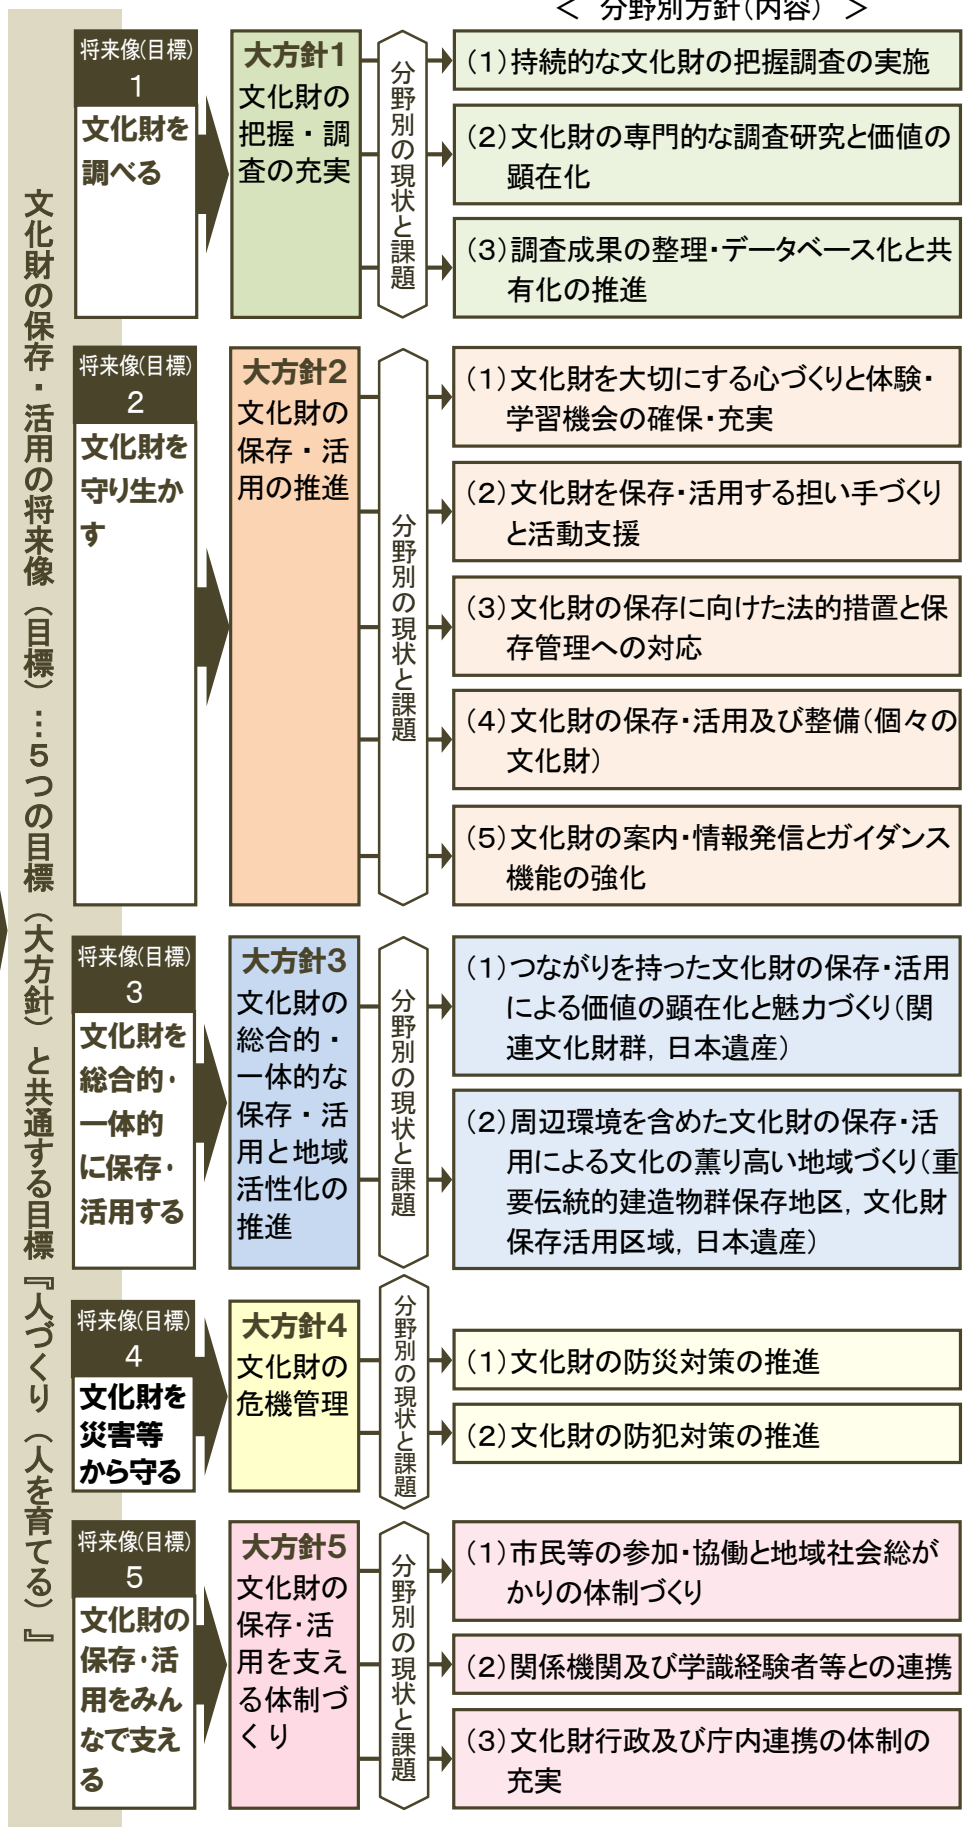 ＜ 分野別方針（内容） ＞
文化財の保存・活用の将来像（目標）…５つの目標（大方針）と共通する目標『人づくり（人を育てる）』
将来像(目標)
1
文化財を
調べる
大方針1
文化財の
把握・調
査の充実
分野別の現状と課題
（1）持続的な文化財の把握調査の実施
（2）文化財の専門的な調査研究と価値の
顕在化
（3）調査成果の整理・データベース化と共
有化の推進
将来像(目標)
2
文化財を
守り生か
す
大方針2
文化財の
保存・活
用の推進
分野別の現状と課題
（1）文化財を大切にする心づくりと体験・
学習機会の確保・充実
（2）文化財を保存・活用する担い手づくり
と活動支援
（3）文化財の保存に向けた法的措置と保
存管理への対応
（4）文化財の保存・活用及び整備（個々の
文化財）
（5）文化財の案内・情報発信とガイダンス
機能の強化
将来像(目標)
3
文化財を
総合的・
一体的
に保存・
活用する
大方針3
文化財の
総合的・
一体的な
保存・活
用と地域
活性化の
推進
分野別の現状と課題
（1）つながりを持った文化財の保存・活用
による価値の顕在化と魅力づくり（関
連文化財群，日本遺産）
（2）周辺環境を含めた文化財の保存・活
用による文化の薫り高い地域づくり（重
要伝統的建造物群保存地区，文化財
保存活用区域，日本遺産）
将来像(目標)
4
文化財を
災害等
から守る
大方針4
文化財の
危機管理
分野別の現状と課題
（1）文化財の防災対策の推進
（2）文化財の防犯対策の推進
将来像(目標)
5
文化財の
保存・活
用をみん
なで支え
る
大方針5
文化財の
保存・活
用を支え
る体制づ
くり
分野別の現状と課題
（1）市民等の参加・協働と地域社会総が
かりの体制づくり
（2）関係機関及び学識経験者等との連携
（3）文化財行政及び庁内連携の体制の
充実